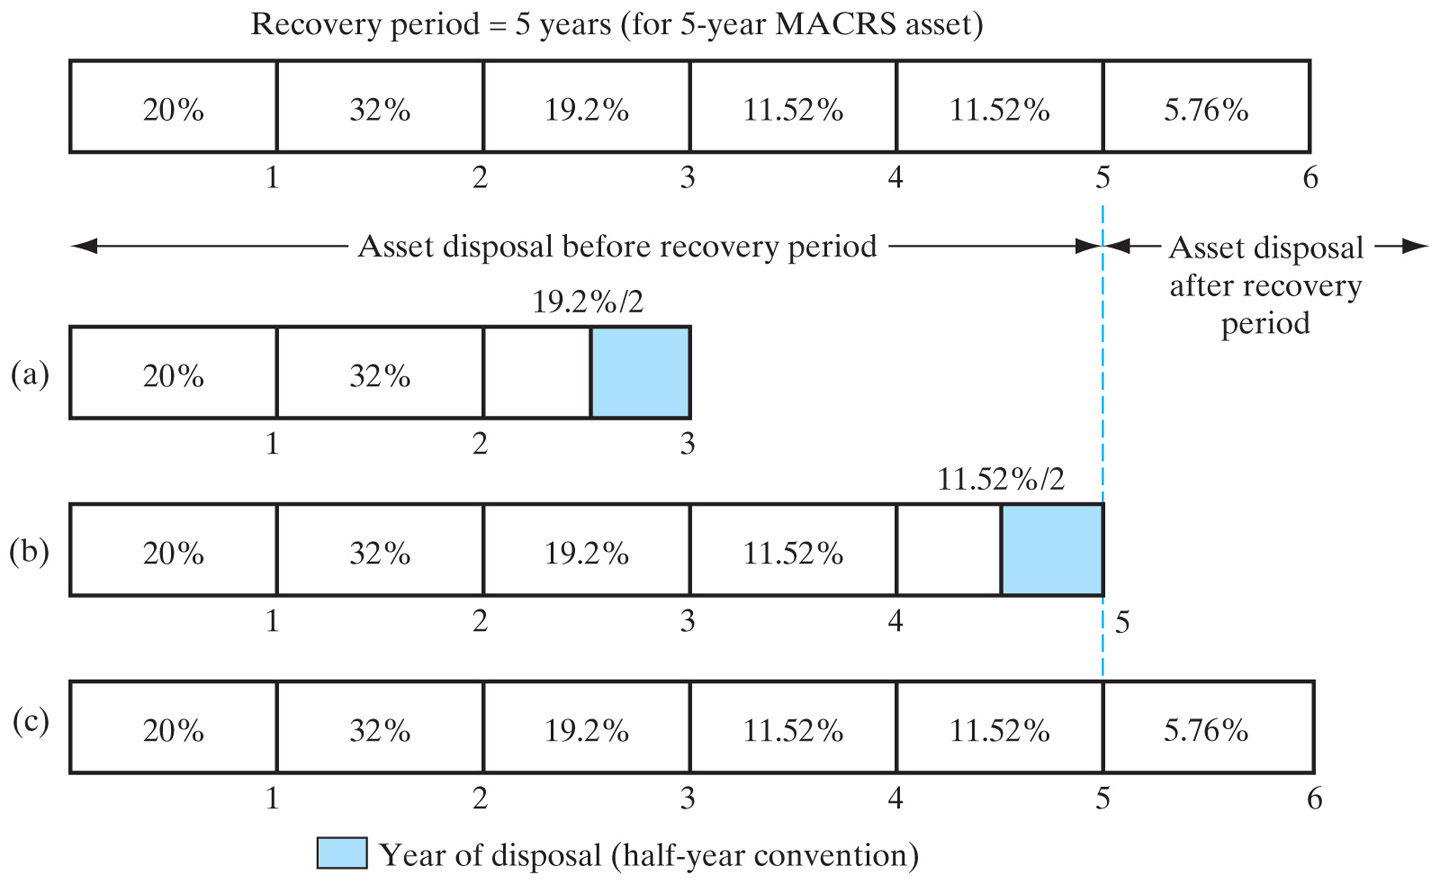 Recovery period = 5 years (for 5-year MACRS asset)
20% 32% 19.2% 11.52% 11.52% 5.76%
1 2 3 4 5 6
Asset disposal before recovery period
Asset disposal
after recovery
period
19.2%/2
(a) 20% 32%
1 2 3
11.52%/2
(b) 20% 32% 19.2% 11.52%
1 2 3 4 5
(c) 20% 32% 19.2% 11.52% 11.52% 5.76%
1 2 3 4 5 6
Year of disposal (half-year convention)